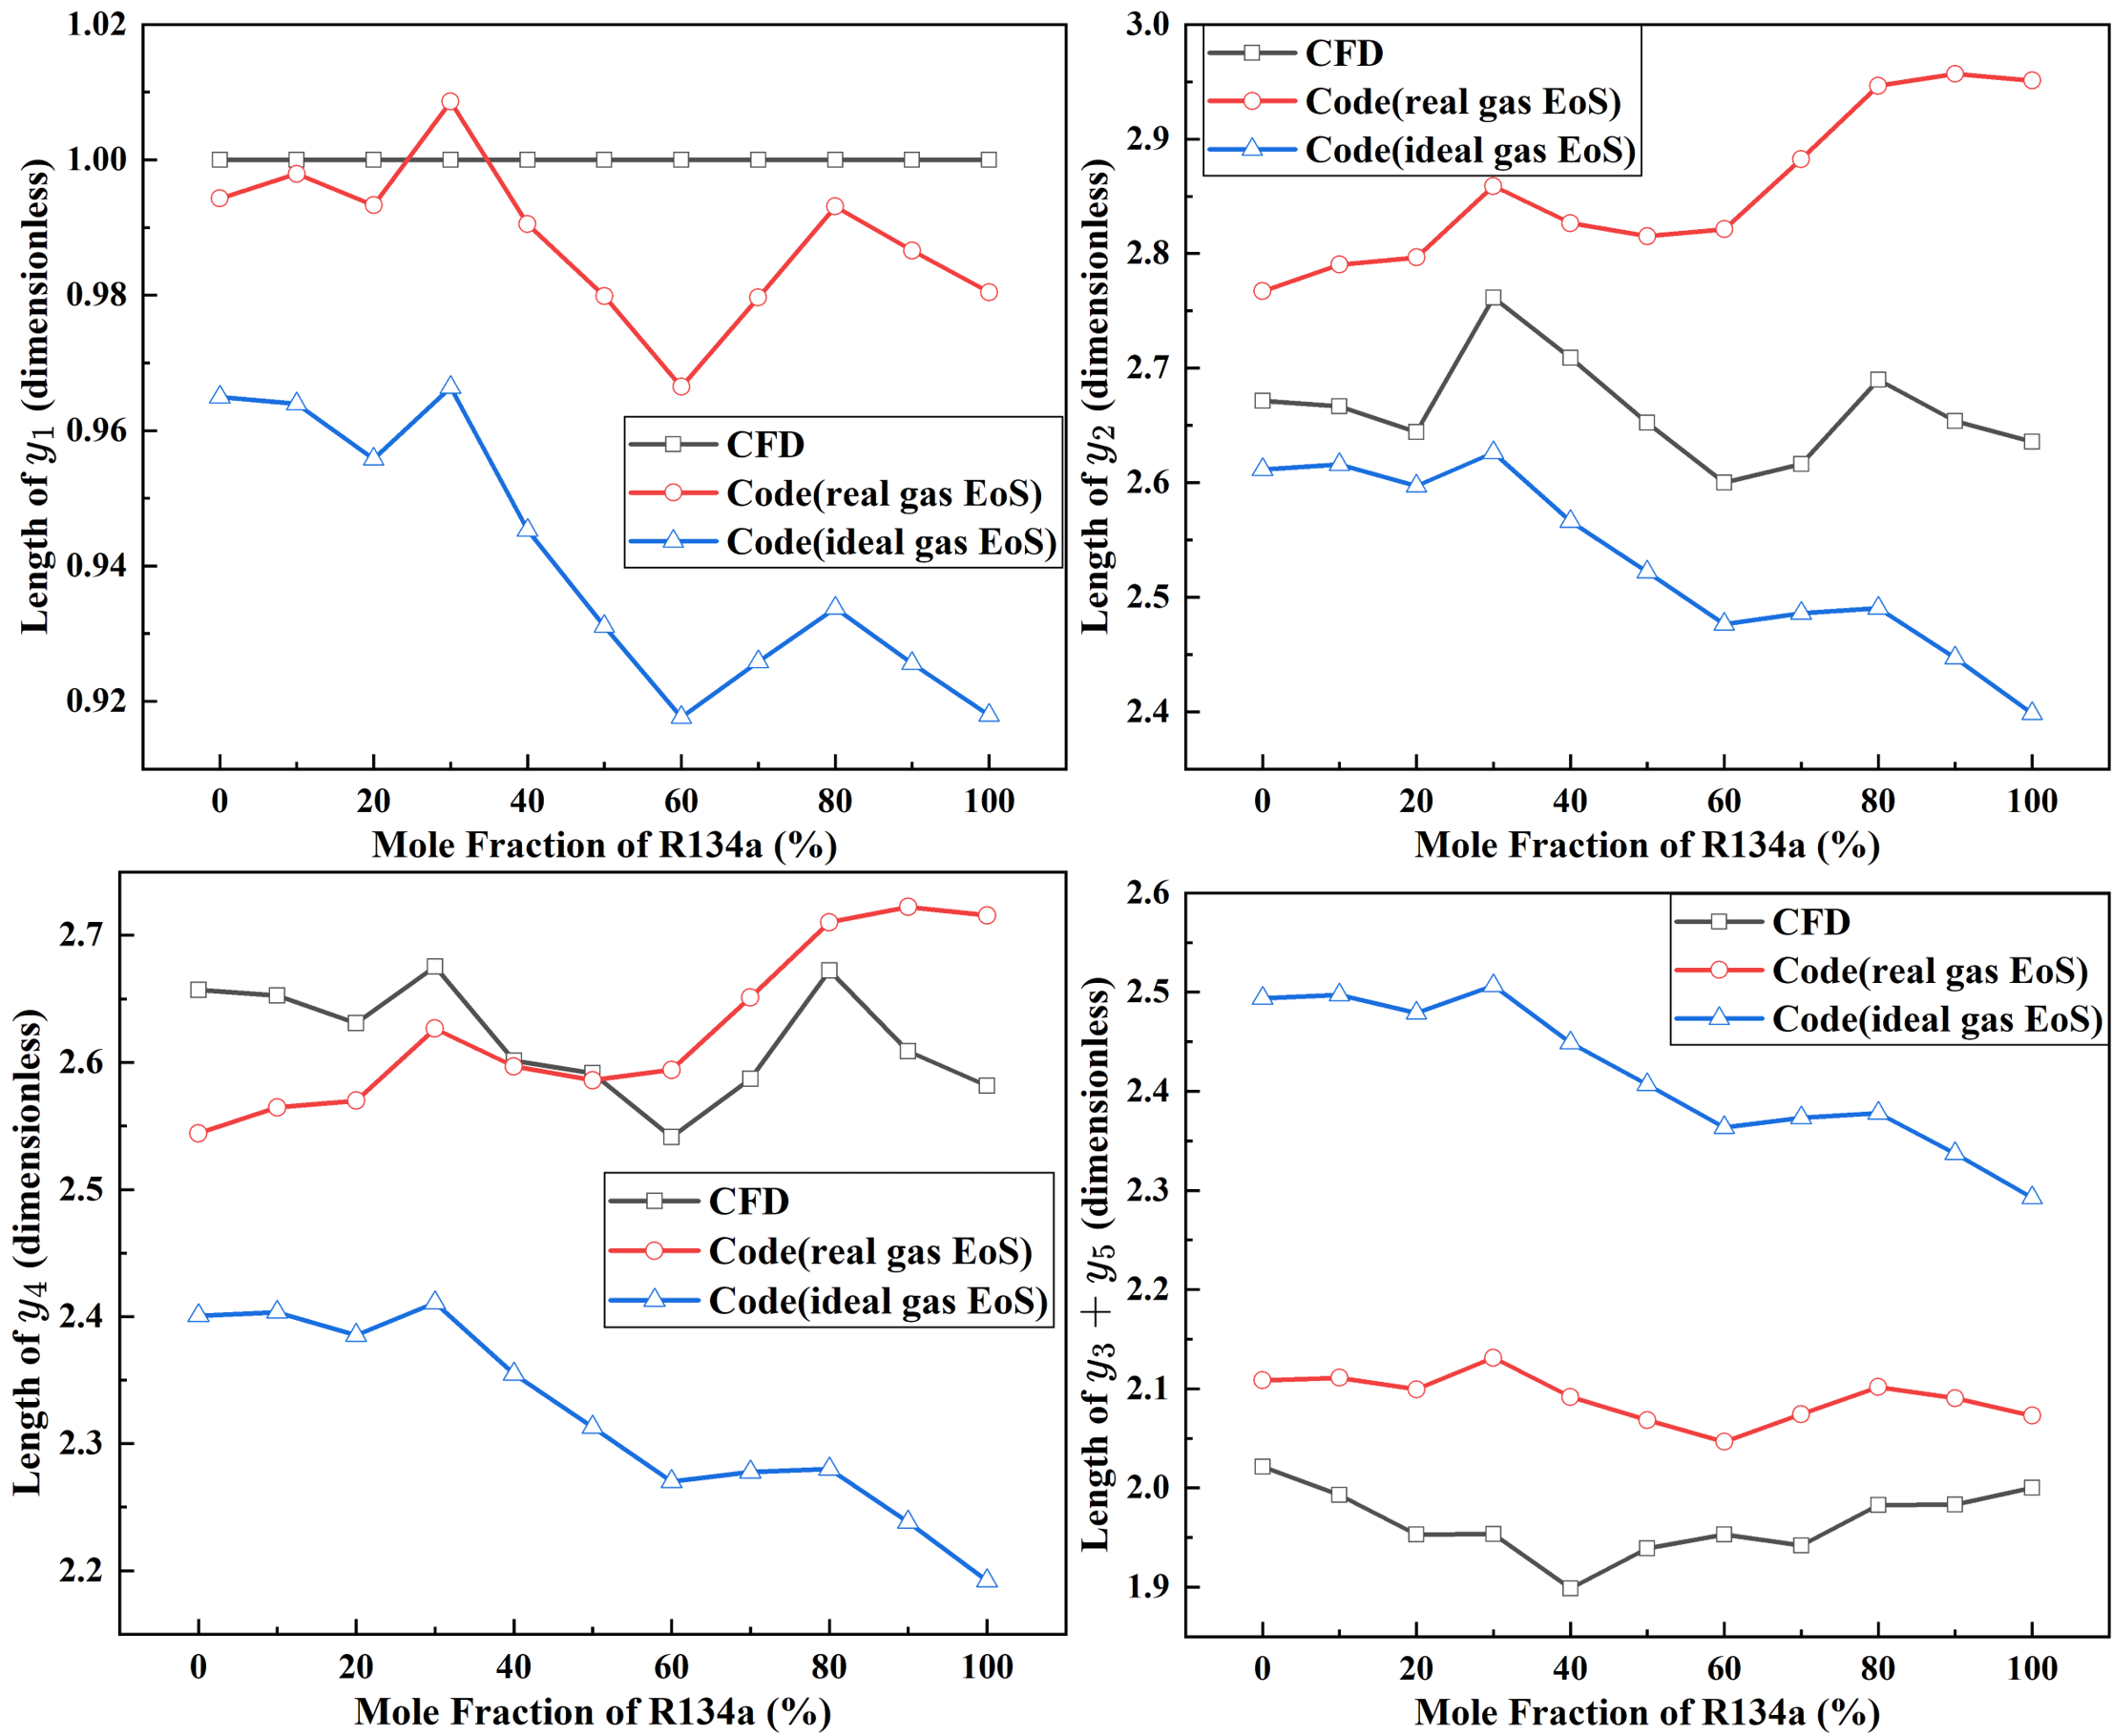 1.02
1.00
0.98
0.96
0.94
0.92
Length of y1 (dimensionless)
CFD
Code(real gas EoS)
Code(ideal gas EoS)
0 20 40 60 80 100
Mole Fraction of R134a (%)
3.0
2.9
2.8
2.7
2.6
2.5
2.4
Length of y2 (dimensionless)
CFD
Code(real gas EoS)
Code(ideal gas EoS)
0 20 40 60 80 100
Mole Fraction of R134a (%)
2.7
2.6
2.5
2.4
2.3
2.2
Length of y4 (dimensionless)
CFD
Code(real gas EoS)
Code(ideal gas EoS)
0 20 40 60 80 100
Mole Fraction of R134a (%)
2.6
2.5
2.4
2.3
2.2
2.1
2.0
1.9
Length of y3 + y5 (dimensionless)
CFD
Code(real gas EoS)
Code(ideal gas EoS)
0 20 40 60 80 100
Mole Fraction of R134a (%)